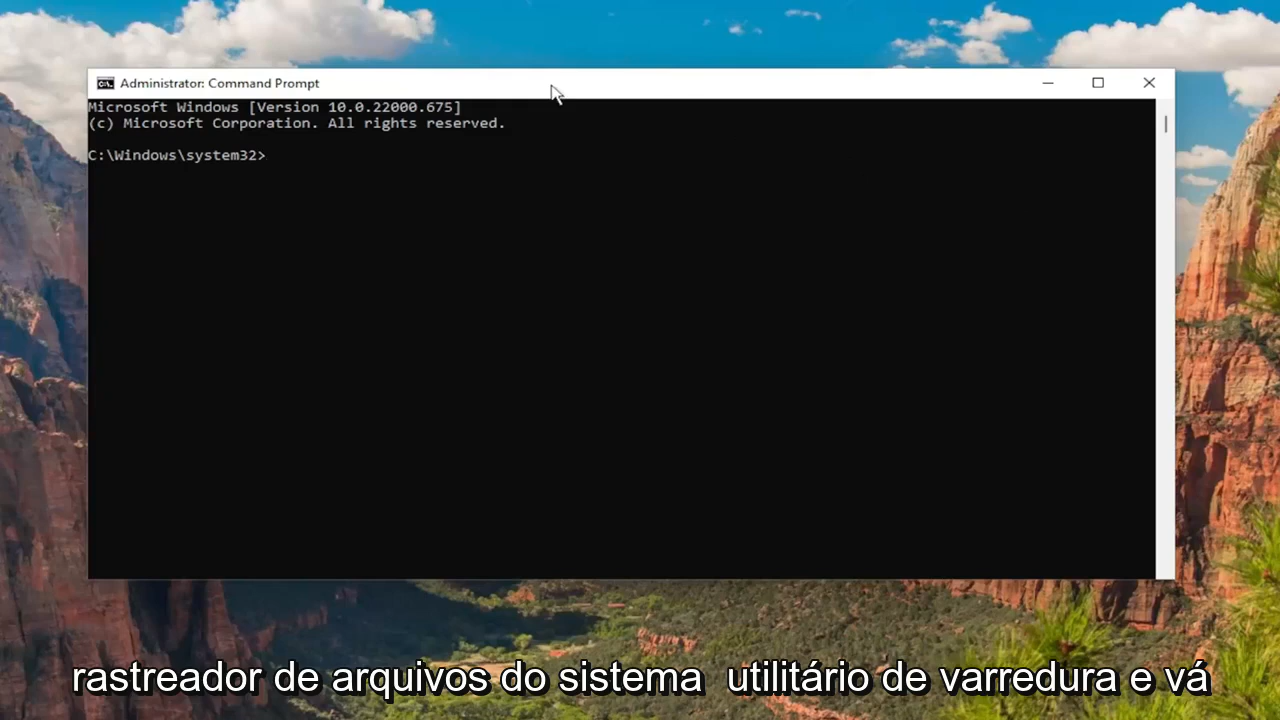 Administrator: Command Prompt
Microsoft Windows [Version 10.0.22000.675]
(c) Microsoft Corporation. All rights reserved.
C:\Windows\system32>
rastreador de arquivos do sistema  utilitário de varredura e vá